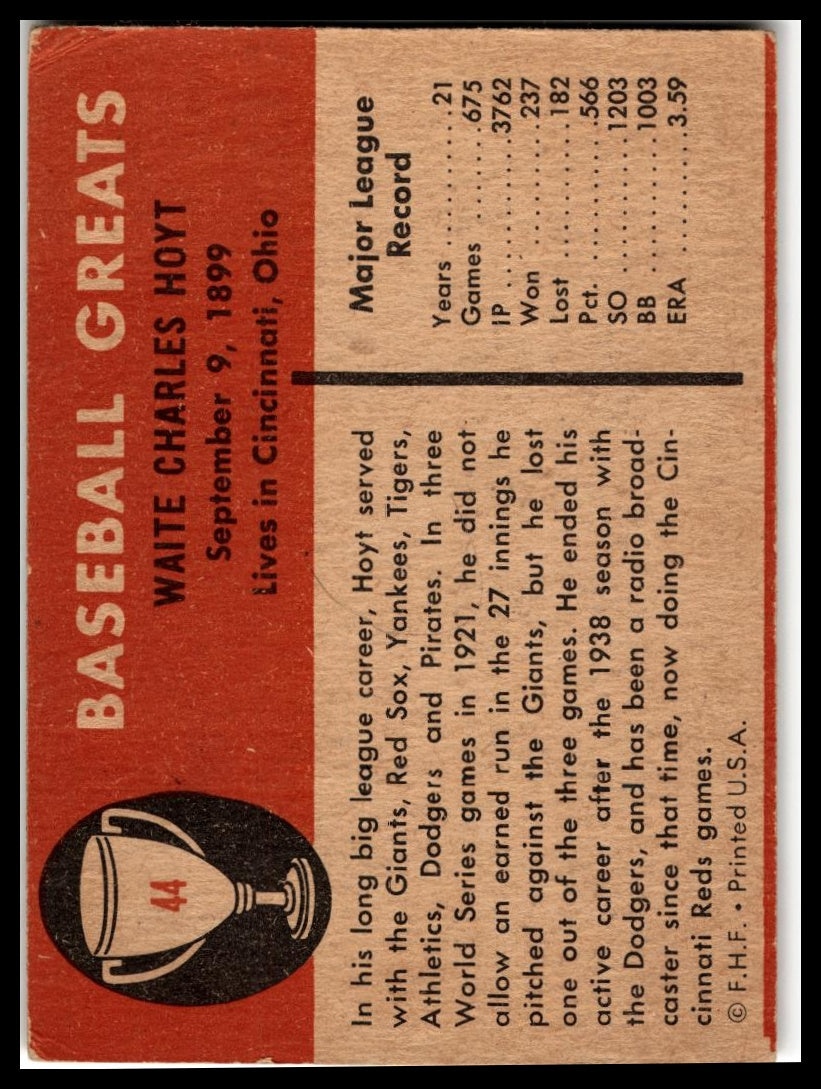 44
BASEBALL GREATS
WAITE CHARLES HOYT
September 9, 1899
Lives in Cincinnati, Ohio
In his long big league career, Hoyt served
with the Giants, Red Sox, Yankees, Tigers,
Athletics, Dodgers and Pirates. In three
World Series games in 1921, he did not
allow an earned run in the 27 innings he
pitched against the Giants, but he lost
one out of the three games. He ended his
active career after the 1938 season with
the Dodgers, and has been a radio broad-
caster since that time, now doing the Cin-
cinnati Reds games.
© F.H.F. • Printed U.S.A.
Major League
Record
Years . . . . . . . . . . 21
Games . . . . . . . 675
IP . . . . . . . . . . . 3762
Won . . . . . . . . . 237
Lost . . . . . . . . . . 182
Pct. . . . . . . . . . . .566
SO . . . . . . . . . . 1203
BB . . . . . . . . . . 1003
ERA . . . . . . . . . . 3.59